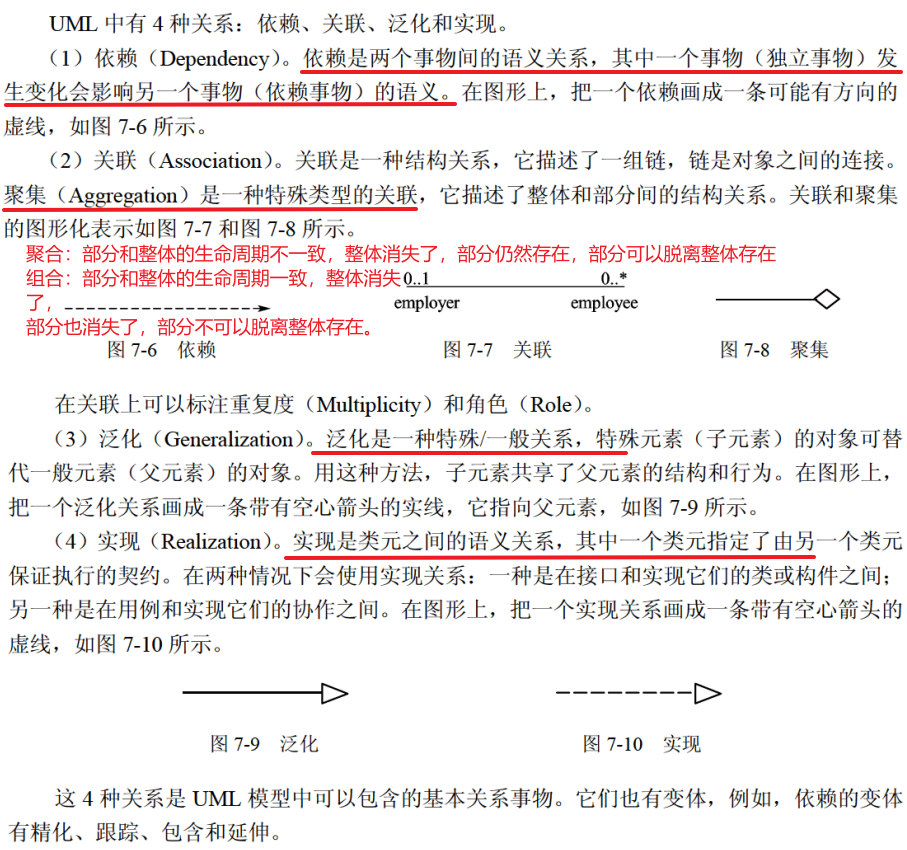 UML 中有 4 种关系：依赖、关联、泛化和实现。
（1）依赖（Dependency）。依赖是两个事物间的语义关系，其中一个事物（独立事物）发
生变化会影响另一个事物（依赖事物）的语义。在图形上，把一个依赖画成一条可能有方向的
虚线，如图 7-6 所示。
（2）关联（Association）。关联是一种结构关系，它描述了一组链，链是对象之间的连接。
聚集（Aggregation）是一种特殊类型的关联，它描述了整体和部分间的结构关系。关联和聚集
的图形化表示如图 7-7 和图 7-8 所示。
聚合：部分和整体的生命周期不一致，整体消失了，部分仍然存在，部分可以脱离整体存在
组合：部分和整体的生命周期一致，整体消失
了，
部分也消失了，部分不可以脱离整体存在。
0..1 0..*
employer employee
图 7-6 依赖 图 7-7 关联 图 7-8 聚集
在关联上可以标注重复度（Multiplicity）和角色（Role）。
（3）泛化（Generalization）。泛化是一种特殊/一般关系，特殊元素（子元素）的对象可替
代一般元素（父元素）的对象。用这种方法，子元素共享了父元素的结构和行为。在图形上，
把一个泛化关系画成一条带有空心箭头的实线，它指向父元素，如图 7-9 所示。
（4）实现（Realization）。实现是类元之间的语义关系，其中一个类元指定了由另一个类元
保证执行的契约。在两种情况下会使用实现关系：一种是在接口和实现它们的类或构件之间；
另一种是在用例和实现它们的协作之间。在图形上，把一个实现关系画成一条带有空心箭头的
虚线，如图 7-10 所示。
图 7-9 泛化 图 7-10 实现
这 4 种关系是 UML 模型中可以包含的基本关系事物。它们也有变体，例如，依赖的变体
有精化、跟踪、包含和延伸。